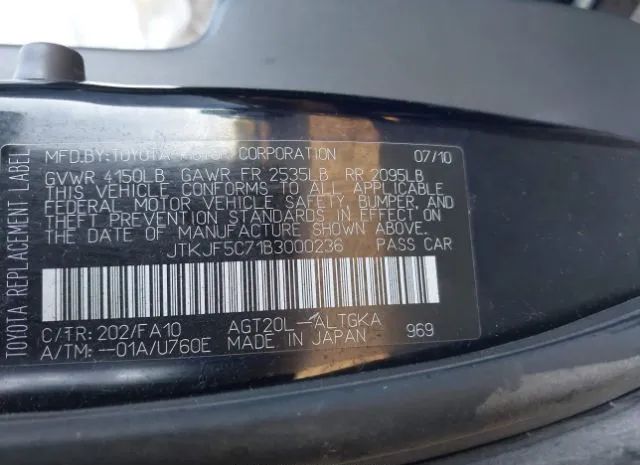 TOYOTA REPLACEMENT LABEL
MFD.BY:TOYOTA MOTOR CORPORATION 07/10
GVWR 4150LB GAWR FR 2535LB RR 2095LB
THIS VEHICLE CONFORMS TO ALL APPLICABLE
FEDERAL MOTOR VEHICLE SAFETY, BUMPER, AND
THEFT PREVENTION STANDARDS IN EFFECT ON
THE DATE OF MANUFACTURE SHOWN ABOVE.
JTKJF5C71B3000236 PASS CAR
C/TR: 202/FA10 AGT20L-ALTGKA 969
A/TM: -01A/U760E MADE IN JAPAN